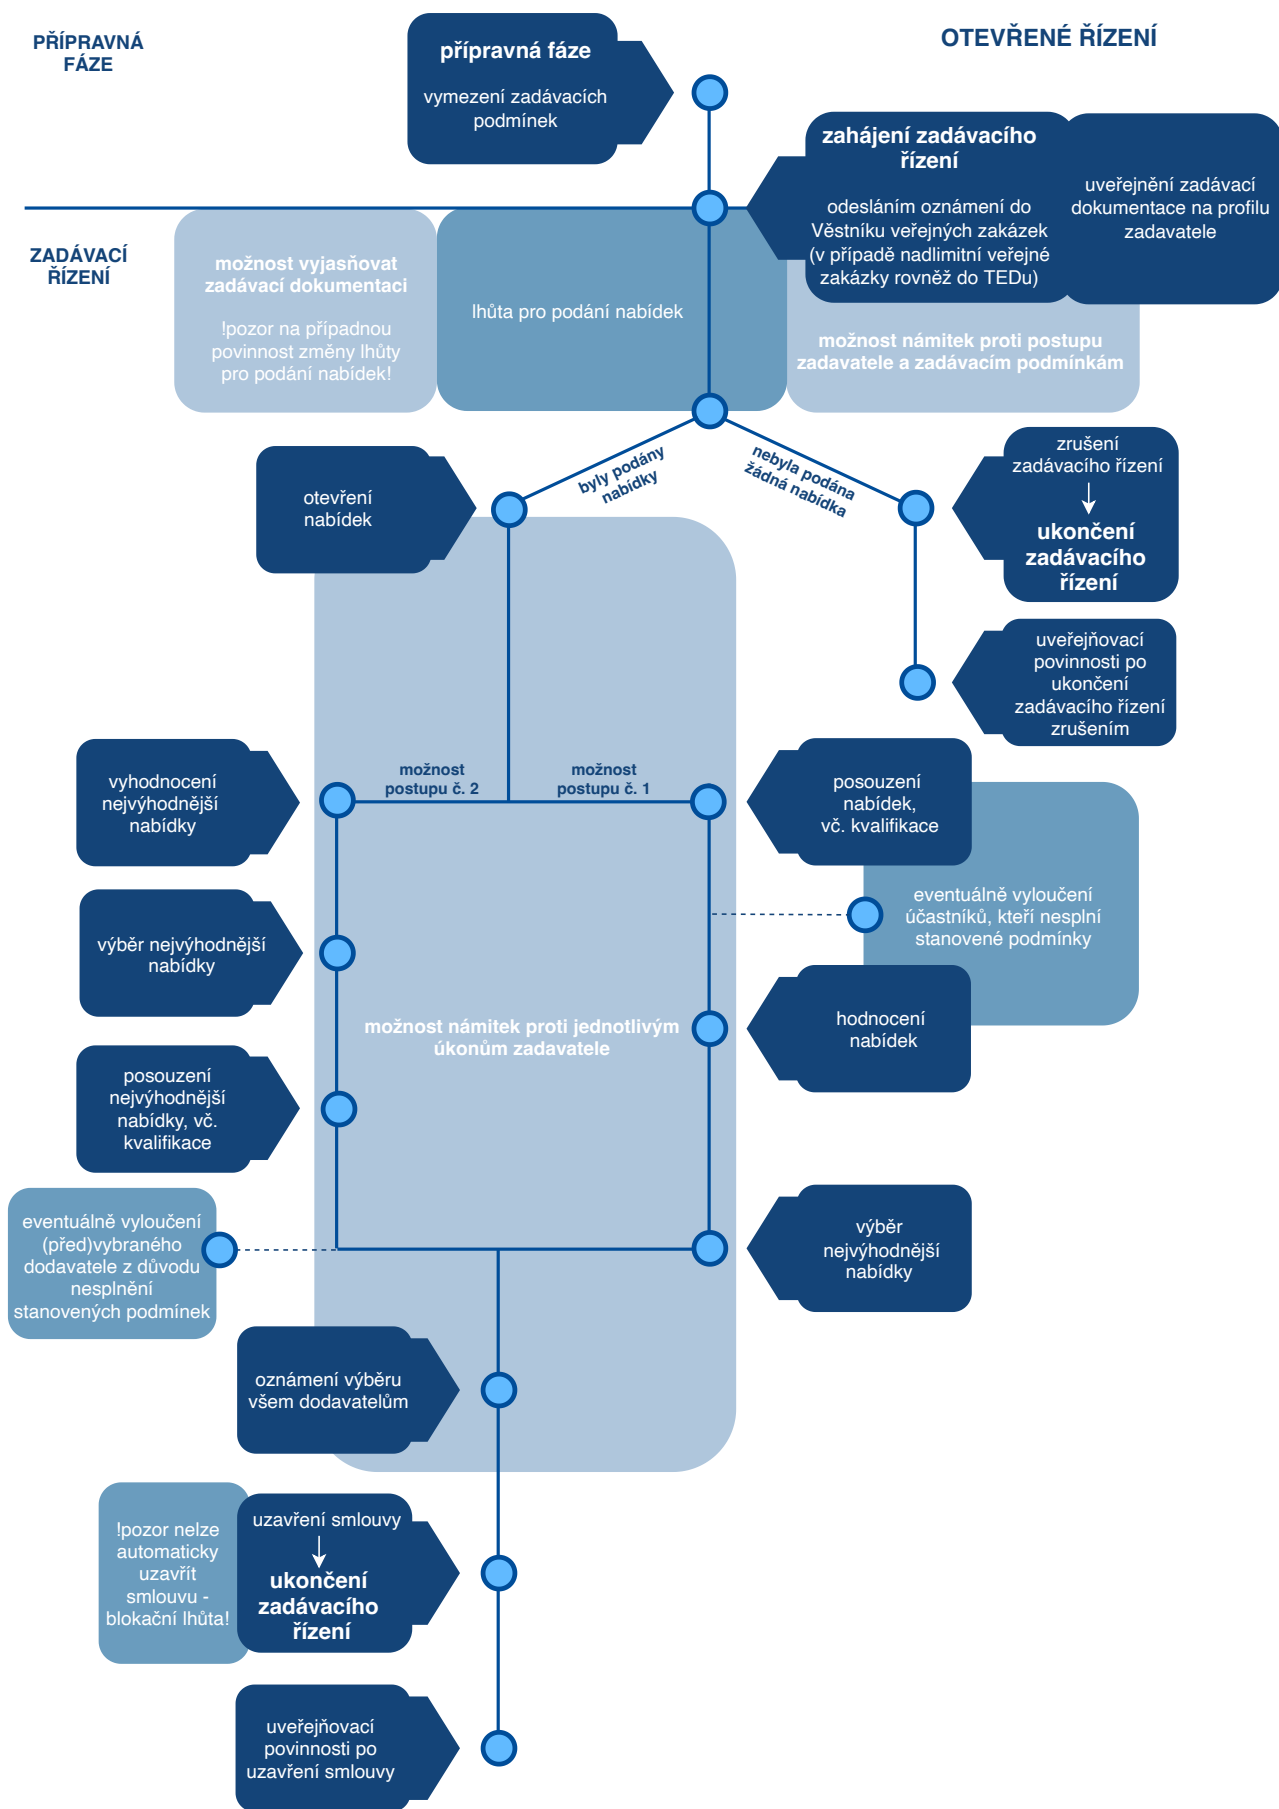 PŘÍPRAVNÁ
FÁZE
OTEVŘENÉ ŘÍZENÍ
přípravná fáze
vymezení zadávacích
podmínek
zahájení zadávacího
řízení
odesláním oznámení do
Věstníku veřejných zakázek
(v případě nadlimitní veřejné
zakázky rovněž do TEDu)
uveřejnění zadávací
dokumentace na profilu
zadavatele
ZADÁVACÍ
ŘÍZENÍ
možnost vyjasňovat
zadávací dokumentaci
!pozor na případnou
povinnost změny lhůty
pro podání nabídek!
lhůta pro podání nabídek
možnost námitek proti postupu
zadavatele a zadávacím podmínkám
byly podány
nabídky
nebyla podána
žádná nabídka
otevření
nabídek
zrušení
zadávacího řízení
ukončení
zadávacího
řízení
uveřejňovací
povinnosti po
ukončení
zadávacího řízení
zrušením
možnost
postupu č. 2
možnost
postupu č. 1
vyhodnocení
nejvýhodnější
nabídky
posouzení
nabídek,
vč. kvalifikace
eventuálně vyloučení
účastníků, kteří nesplní
stanovené podmínky
výběr nejvýhodnější
nabídky
hodnocení
nabídek
možnost námitek proti jednotlivým
úkonům zadavatele
posouzení
nejvýhodnější
nabídky, vč.
kvalifikace
eventuálně vyloučení
(před)vybraného
dodavatele z důvodu
nesplnění
stanovených podmínek
výběr
nejvýhodnější
nabídky
oznámení výběru
všem dodavatelům
!pozor nelze
automaticky
uzavřít
smlouvu -
blokační lhůta!
uzavření smlouvy
ukončení
zadávacího
řízení
uveřejňovací
povinnosti po
uzavření smlouvy